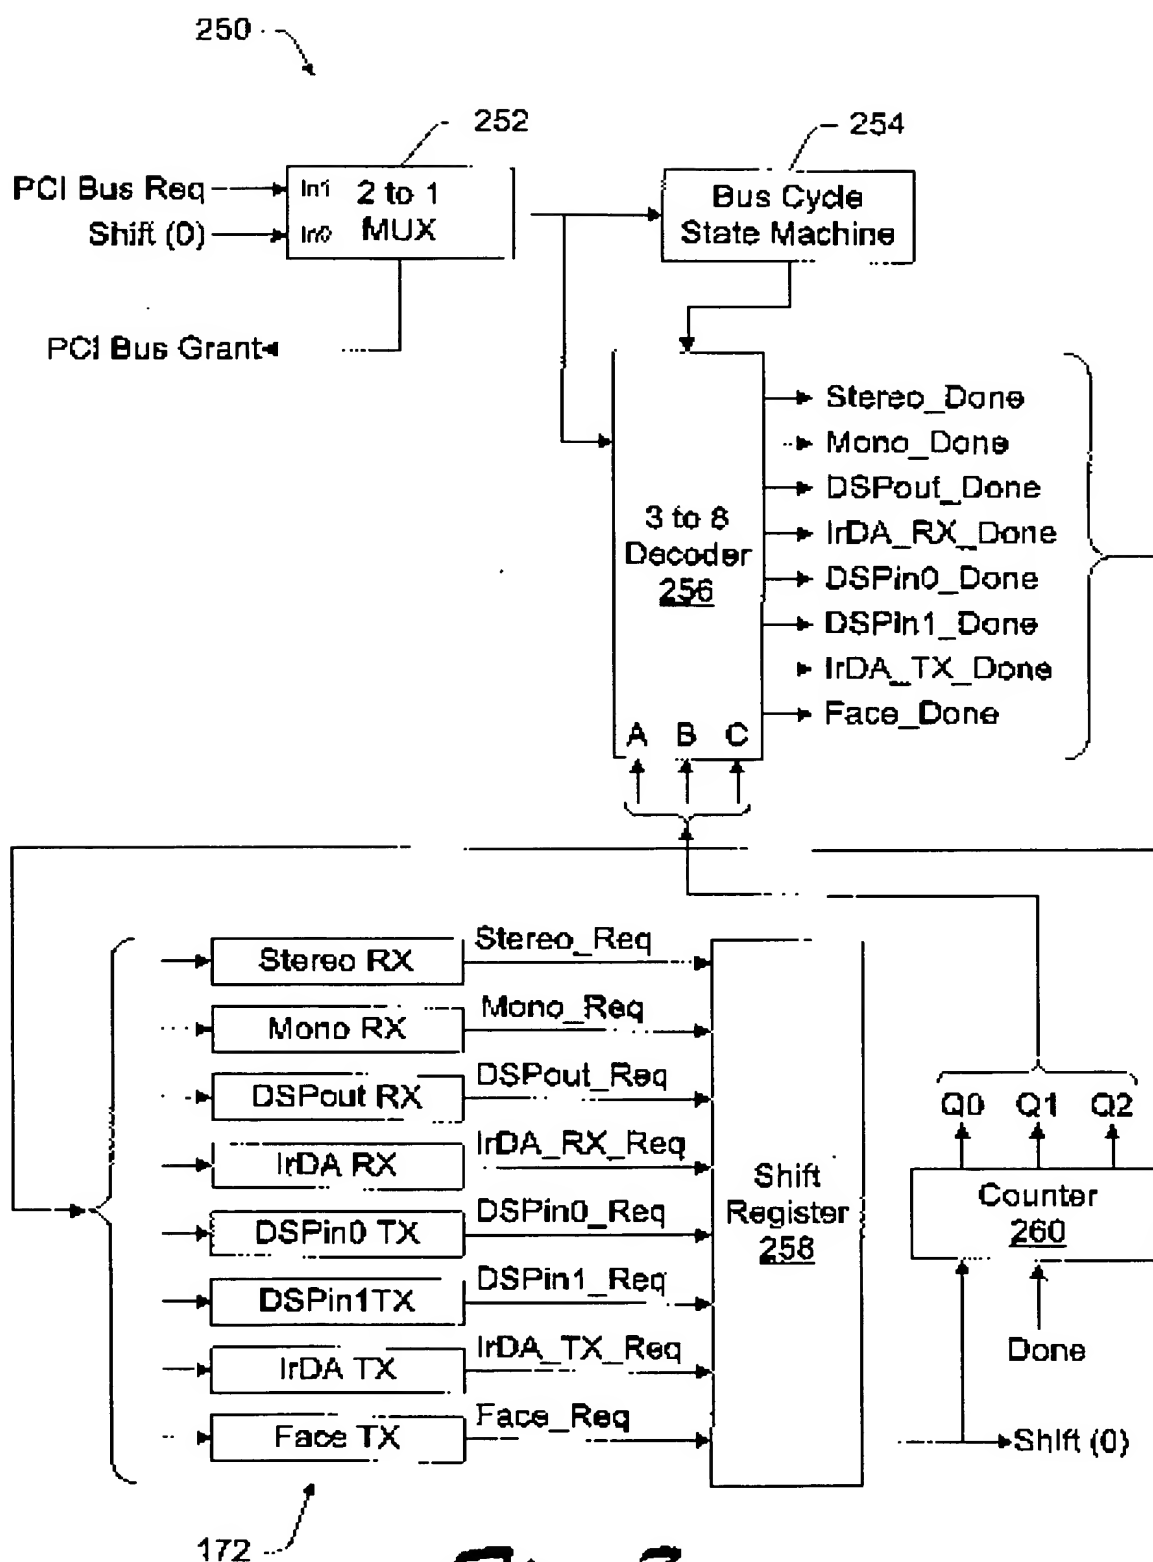 250
252
254
PCI Bus Req
In1
2 to 1
MUX
Shift (0)
In0
Bus Cycle
State Machine
PCI Bus Grant
3 to 8
Decoder
256
A B C
Stereo_Done
Mono_Done
DSPout_Done
IrDA_RX_Done
DSPin0_Done
DSPin1_Done
IrDA_TX_Done
Face_Done
Stereo RX
Stereo_Req
Mono RX
Mono_Req
DSPout RX
DSPout_Req
IrDA RX
IrDA_RX_Req
DSPin0 TX
DSPin0_Req
DSPin1TX
DSPin1_Req
IrDA TX
IrDA_TX_Req
Face TX
Face_Req
Shift
Register
258
Q0 Q1 Q2
Counter
260
Done
Shift (0)
172